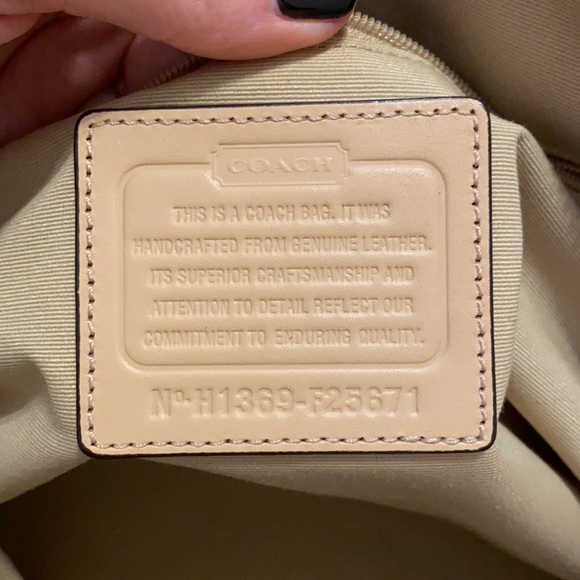 COACH
THIS IS A COACH BAG. IT WAS
HANDCRAFTED FROM GENUINE LEATHER.
ITS SUPERIOR CRAFTSMANSHIP AND
ATTENTION TO DETAIL REFLECT OUR
COMMITMENT TO ENDURING QUALITY.
Nº·H1369-F25671